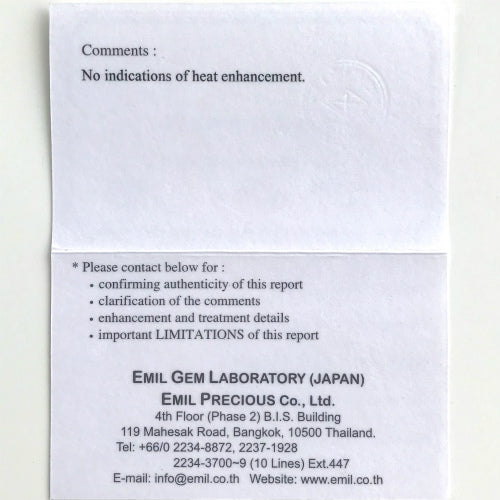 Comments :
No indications of heat enhancement.
* Please contact below for :
• confirming authenticity of this report
• clarification of the comments
• enhancement and treatment details
• important LIMITATIONS of this report
EMIL GEM LABORATORY (JAPAN)
EMIL PRECIOUS Co., Ltd.
4th Floor (Phase 2) B.I.S. Building
119 Mahesak Road, Bangkok, 10500 Thailand.
Tel: +66/0 2234-8872, 2237-1928
2234-3700~9 (10 Lines) Ext.447
E-mail: info@emil.co.th Website: www.emil.co.th